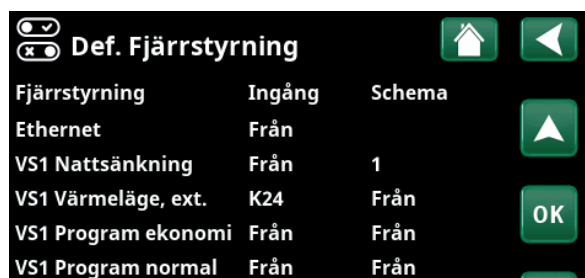 Def. Fjärrstyrning
Fjärrstyrning Ingång Schema
Ethernet Från
VS1 Nattsänkning Från 1
VS1 Värmeläge, ext. K24 Från
OK
VS1 Program ekonomi Från Från
VS1 Program normal Från Från